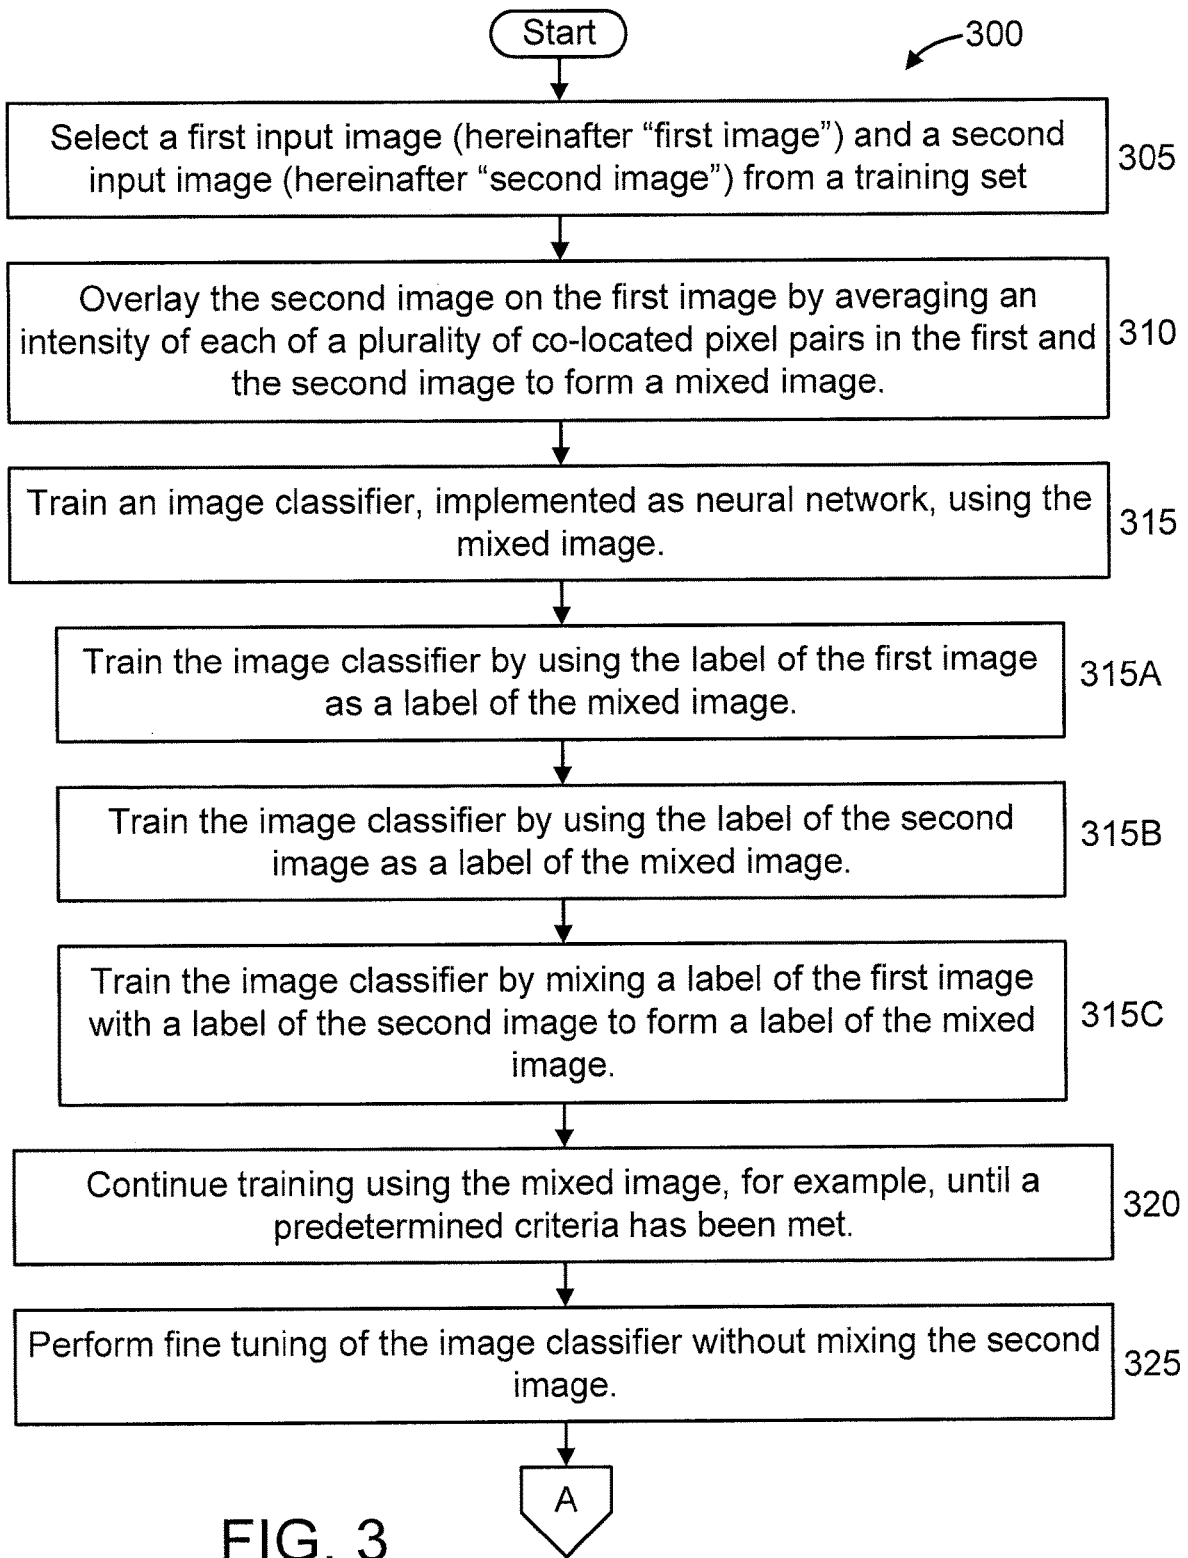 Start
300
Select a first input image (hereinafter “first image”) and a second
input image (hereinafter “second image”) from a training set
305
Overlay the second image on the first image by averaging an
intensity of each of a plurality of co-located pixel pairs in the first and
the second image to form a mixed image.
310
Train an image classifier, implemented as neural network, using the
mixed image.
315
Train the image classifier by using the label of the first image
as a label of the mixed image.
315A
Train the image classifier by using the label of the second
image as a label of the mixed image.
315B
Train the image classifier by mixing a label of the first image
with a label of the second image to form a label of the mixed
image.
315C
Continue training using the mixed image, for example, until a
predetermined criteria has been met.
320
Perform fine tuning of the image classifier without mixing the second
image.
325
A
FIG. 3